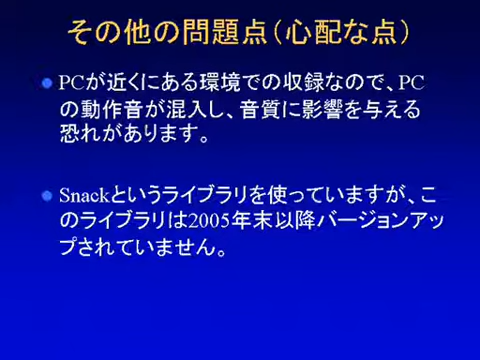 その他の問題点（心配な点）
PCが近くにある環境での収録なので、PC
の動作音が混入し、音質に影響を与える
恐れがあります。
Snackというライブラリを使っていますが、こ
のライブラリは2005年末以降バージョンアッ
プされていません。